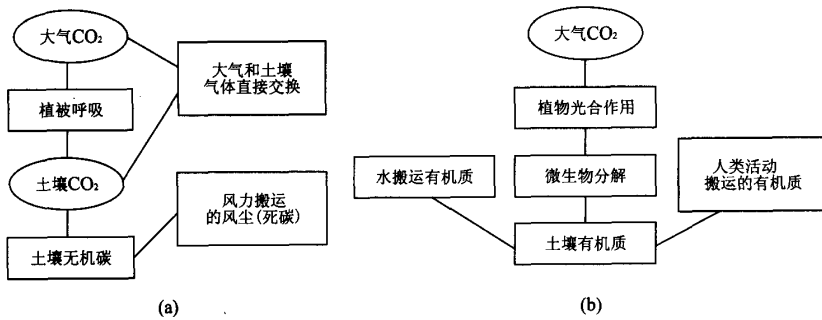 大气CO₂
植被呼吸
土壤CO₂
土壤无机碳
大气和土壤
气体直接交换
风力搬运
的风尘(死碳)
(a)
大气CO₂
植物光合作用
微生物分解
土壤有机质
水搬运有机质
人类活动
搬运的有机质
(b)